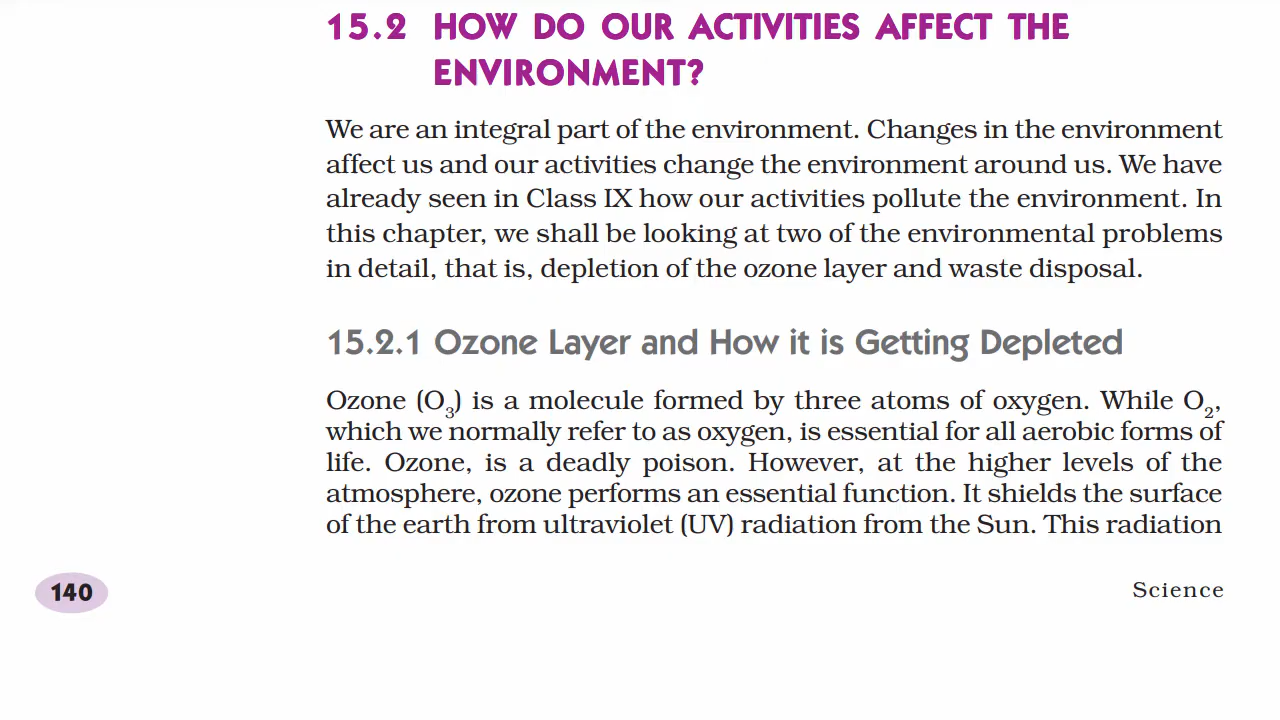 15.2 HOW DO OUR ACTIVITIES AFFECT THE
ENVIRONMENT?
We are an integral part of the environment. Changes in the environment
affect us and our activities change the environment around us. We have
already seen in Class IX how our activities pollute the environment. In
this chapter, we shall be looking at two of the environmental problems
in detail, that is, depletion of the ozone layer and waste disposal.
15.2.1 Ozone Layer and How it is Getting Depleted
Ozone (O₃) is a molecule formed by three atoms of oxygen. While O₂,
which we normally refer to as oxygen, is essential for all aerobic forms of
life. Ozone, is a deadly poison. However, at the higher levels of the
atmosphere, ozone performs an essential function. It shields the surface
of the earth from ultraviolet (UV) radiation from the Sun. This radiation
140
Science